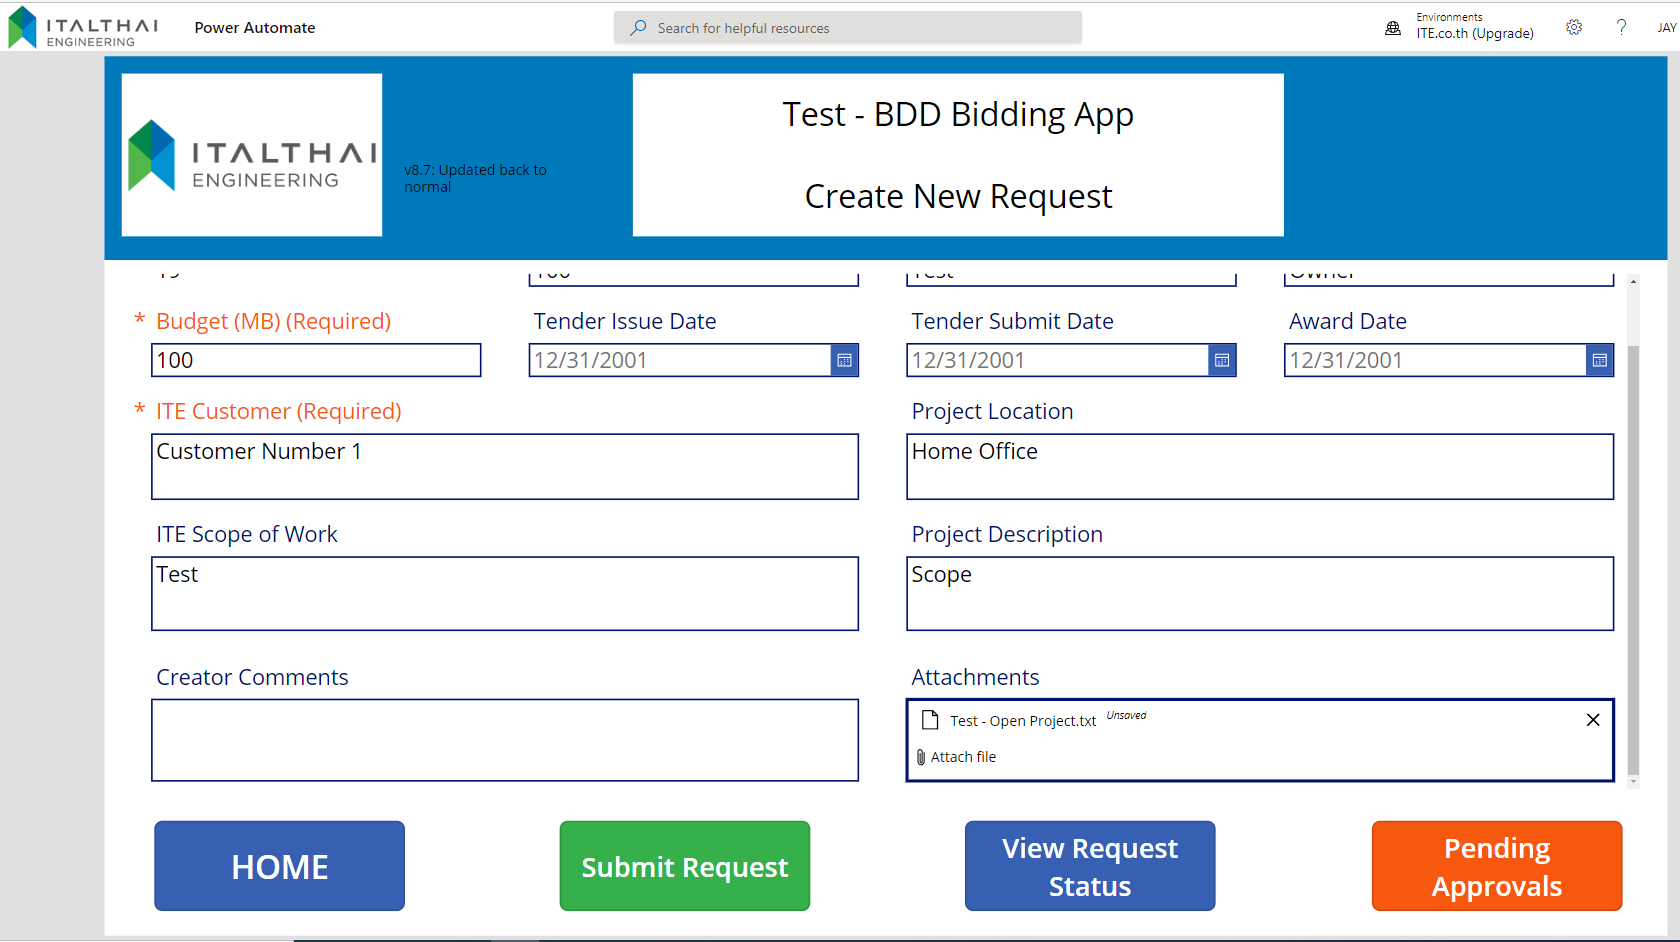 ITALTHAI
ENGINEERING
Power Automate
Search for helpful resources
Environments
ITE.co.th (Upgrade)
?
JAY
ITALTHAI
ENGINEERING
v8.7: Updated back to
normal
Test - BDD Bidding App
Create New Request
* Budget (MB) (Required)
Tender Issue Date
Tender Submit Date
Award Date
100
12/31/2001
12/31/2001
12/31/2001
* ITE Customer (Required)
Project Location
Customer Number 1
Home Office
ITE Scope of Work
Project Description
Test
Scope
Creator Comments
Attachments
Test - Open Project.txt Unsaved
Attach file
HOME
Submit Request
View Request
Status
Pending
Approvals